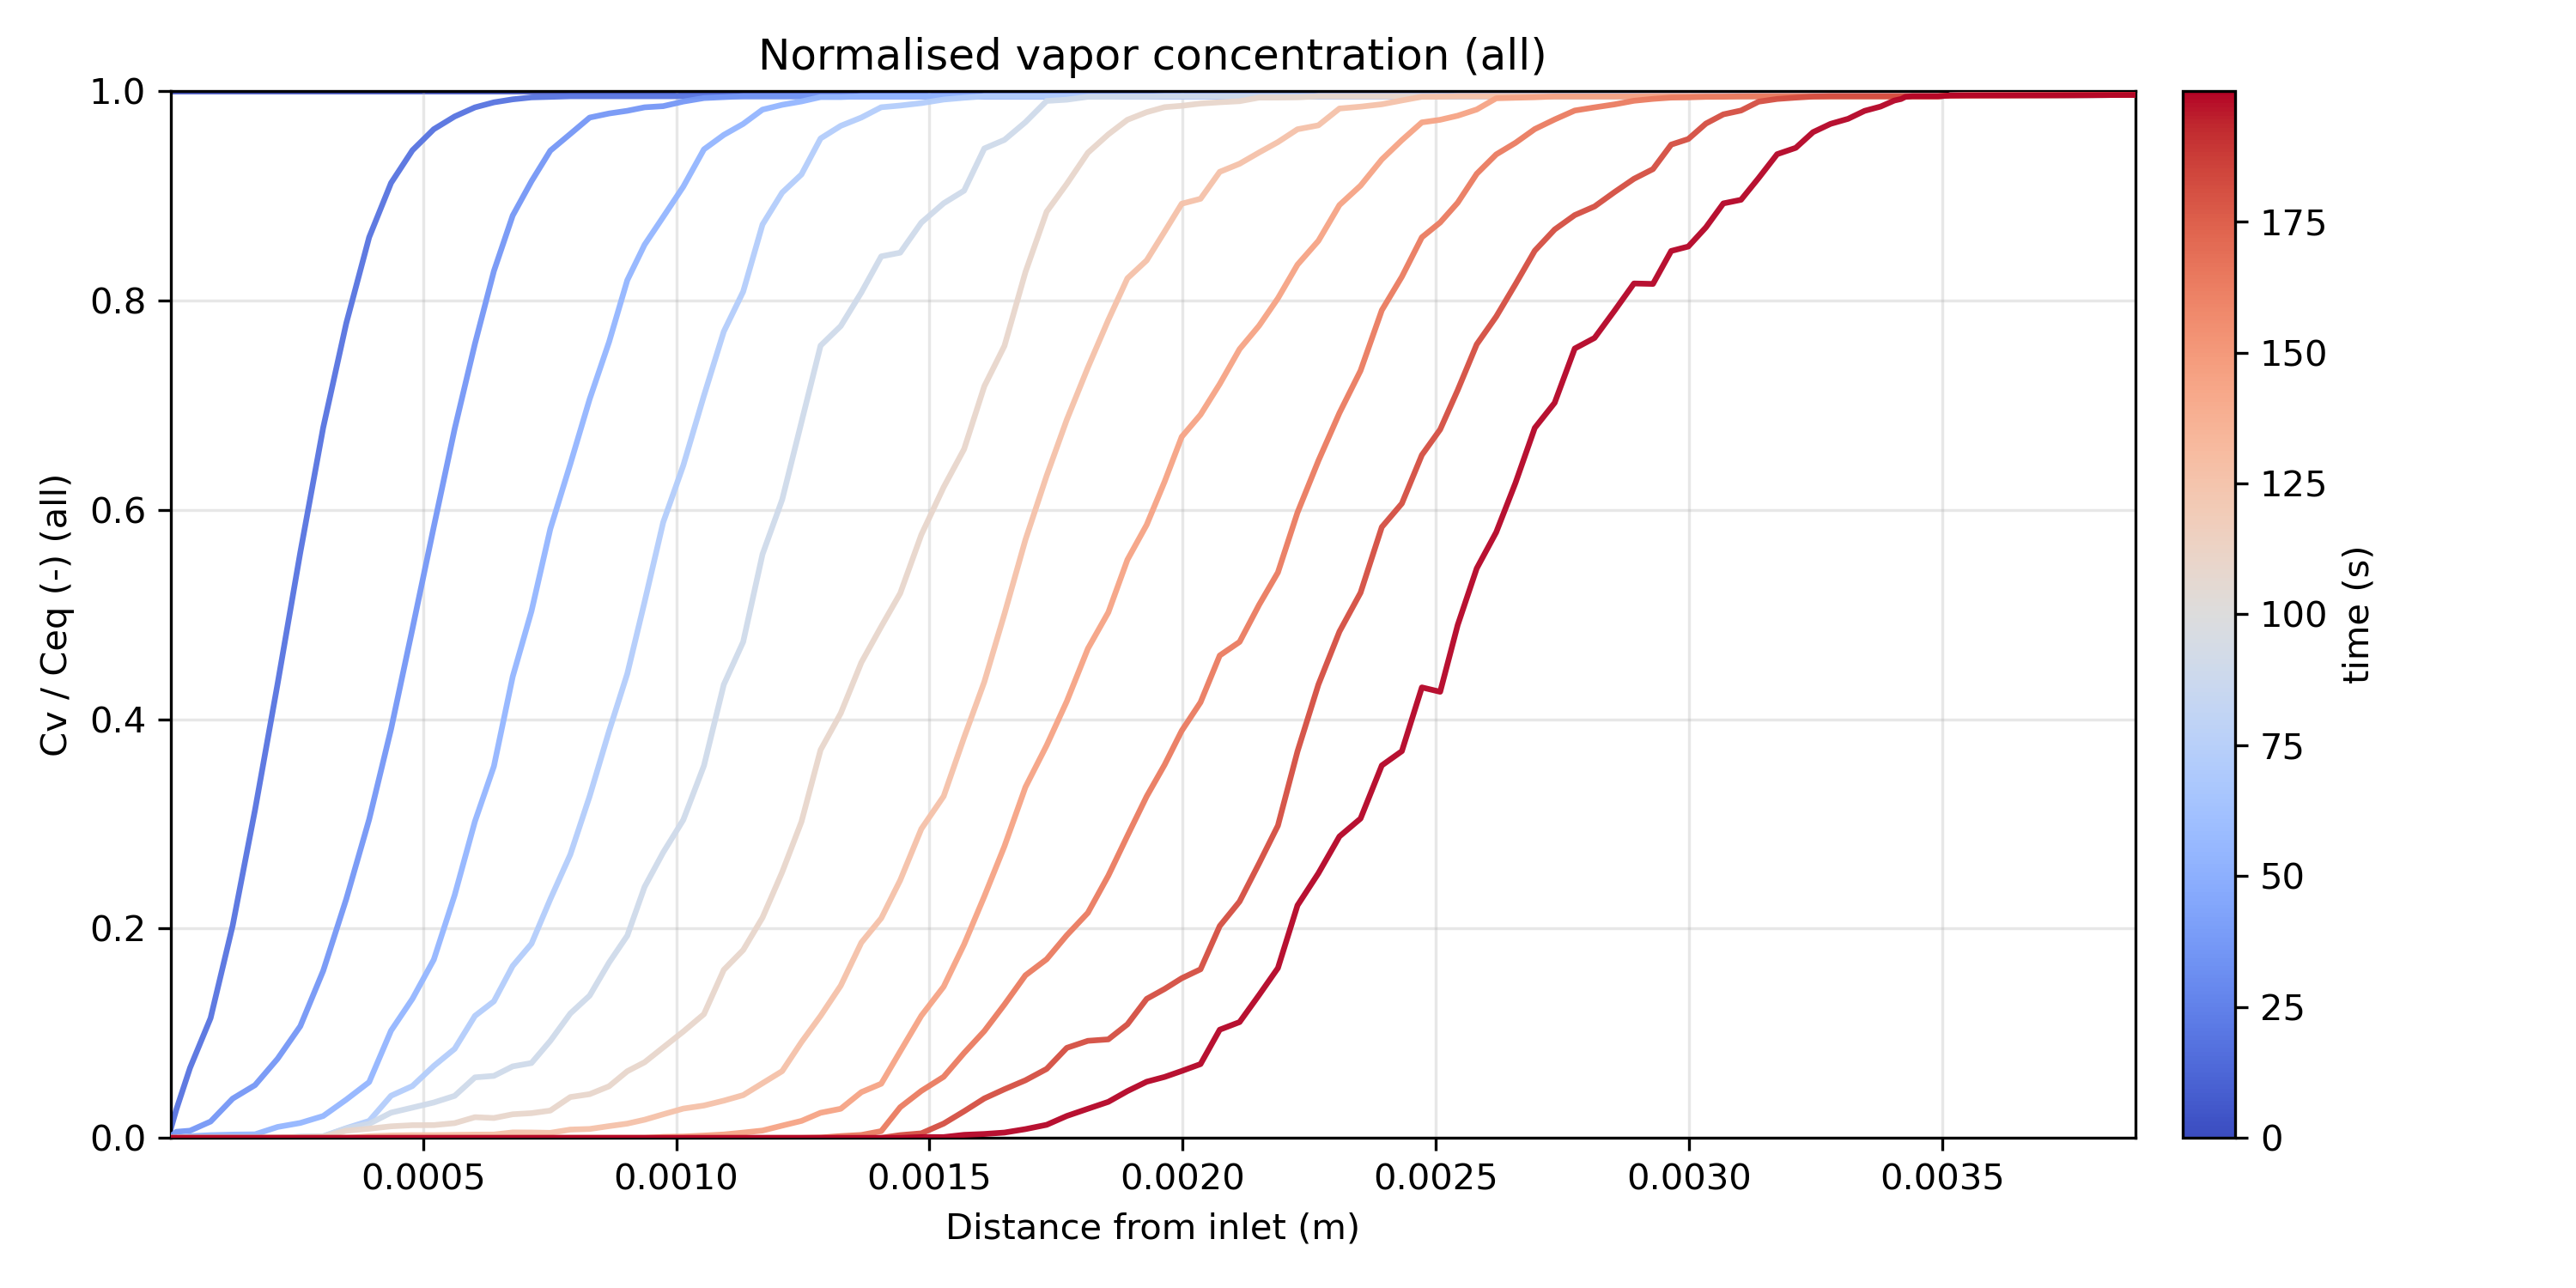 Normalised vapor concentration (all)
1.0
0.8
0.6
0.4
0.2
0.0
Cv / Ceq (-) (all)
0.0005 0.0010 0.0015 0.0020 0.0025 0.0030 0.0035
Distance from inlet (m)
175
150
125
100
75
50
25
0
time (s)